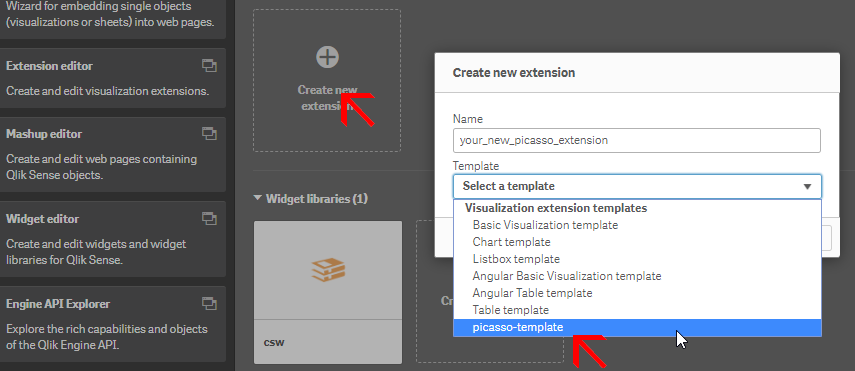 Wizard for embedding single objects
(visualizations or sheets) into web pages.
Extension editor
Create and edit visualization extensions.
Mashup editor
Create and edit web pages containing
Qlik Sense objects.
Widget editor
Create and edit widgets and widget
libraries for Qlik Sense.
Engine API Explorer
Explore the rich capabilities and objects
of the Qlik Engine API.
Create new
extension
Widget libraries (1)
csw
Create new extension
Name
your_new_picasso_extension
Template
Select a template
Visualization extension templates
Basic Visualization template
Chart template
Listbox template
Angular Basic Visualization template
Angular Table template
Table template
picasso-template